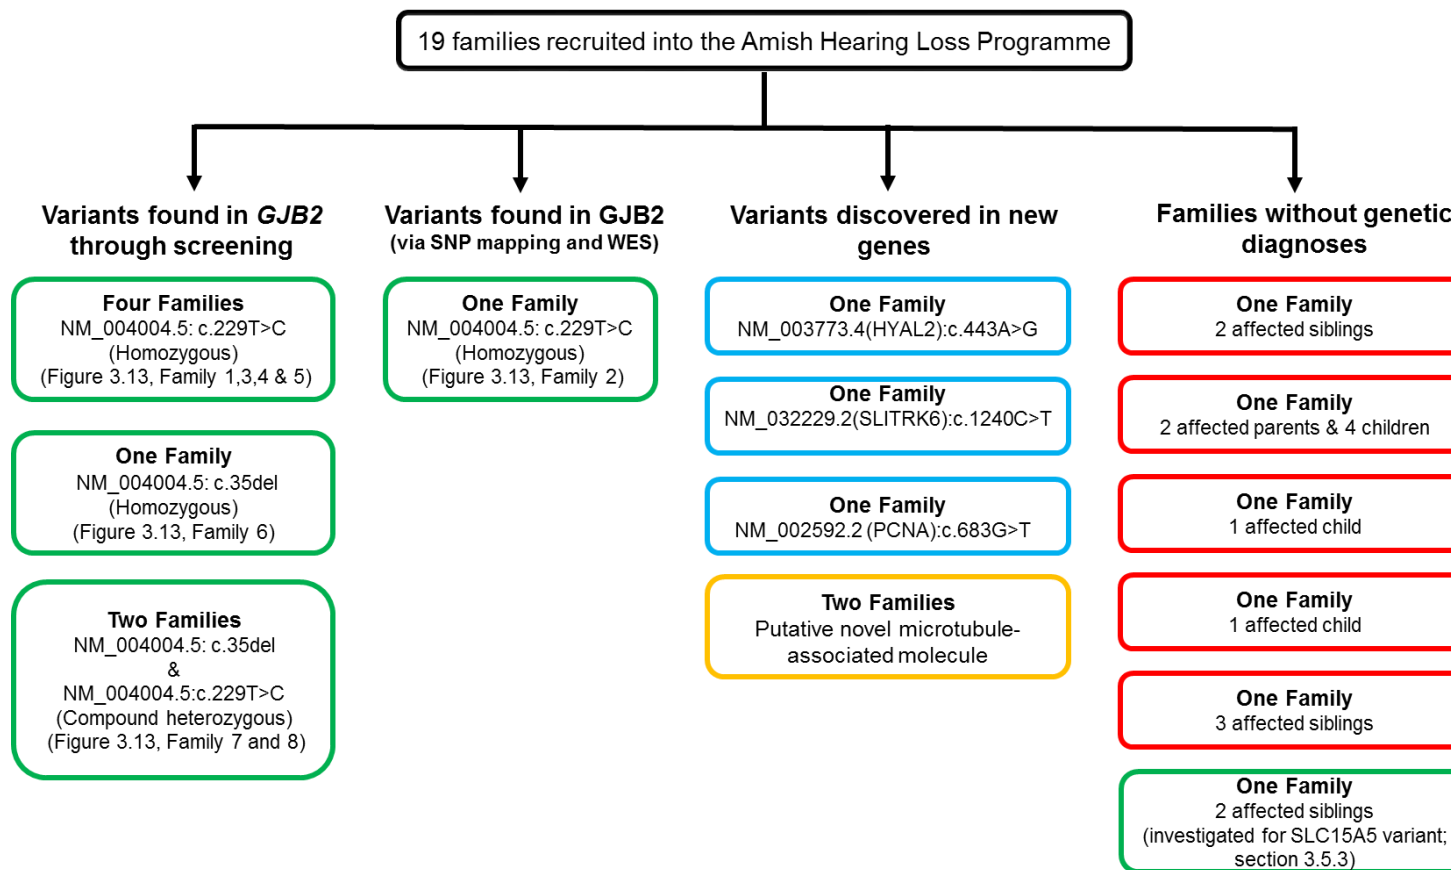 19 families recruited into the Amish Hearing Loss Programme
Variants found in GJB2
through screening
Four Families
NM_004004.5: c.229T>C
(Homozygous)
(Figure 3.13, Family 1,3,4 & 5)
One Family
NM_004004.5: c.35del
(Homozygous)
(Figure 3.13, Family 6)
Two Families
NM_004004.5: c.35del
&
NM_004004.5:c.229T>C
(Compound heterozygous)
(Figure 3.13, Family 7 and 8)
Variants found in GJB2
(via SNP mapping and WES)
One Family
NM_004004.5: c.229T>C
(Homozygous)
(Figure 3.13, Family 2)
Variants discovered in new
genes
One Family
NM_003773.4(HYAL2):c.443A>G
One Family
NM_032229.2(SLITRK6):c.1240C>T
One Family
NM_002592.2 (PCNA):c.683G>T
Two Families
Putative novel microtubule-
associated molecule
Families without genetic
diagnoses
One Family
2 affected siblings
One Family
2 affected parents & 4 children
One Family
1 affected child
One Family
1 affected child
One Family
3 affected siblings
One Family
2 affected siblings
(investigated for SLC15A5 variant;
section 3.5.3)